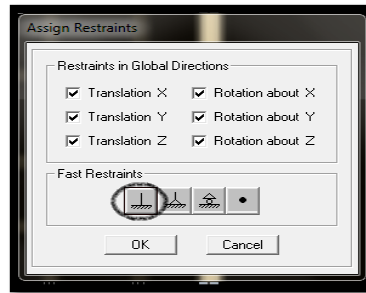 Assign Restraints
Restraints in Global Directions
Translation X Rotation about X
Translation Y Rotation about Y
Translation Z Rotation about Z
Fast Restraints
OK Cancel